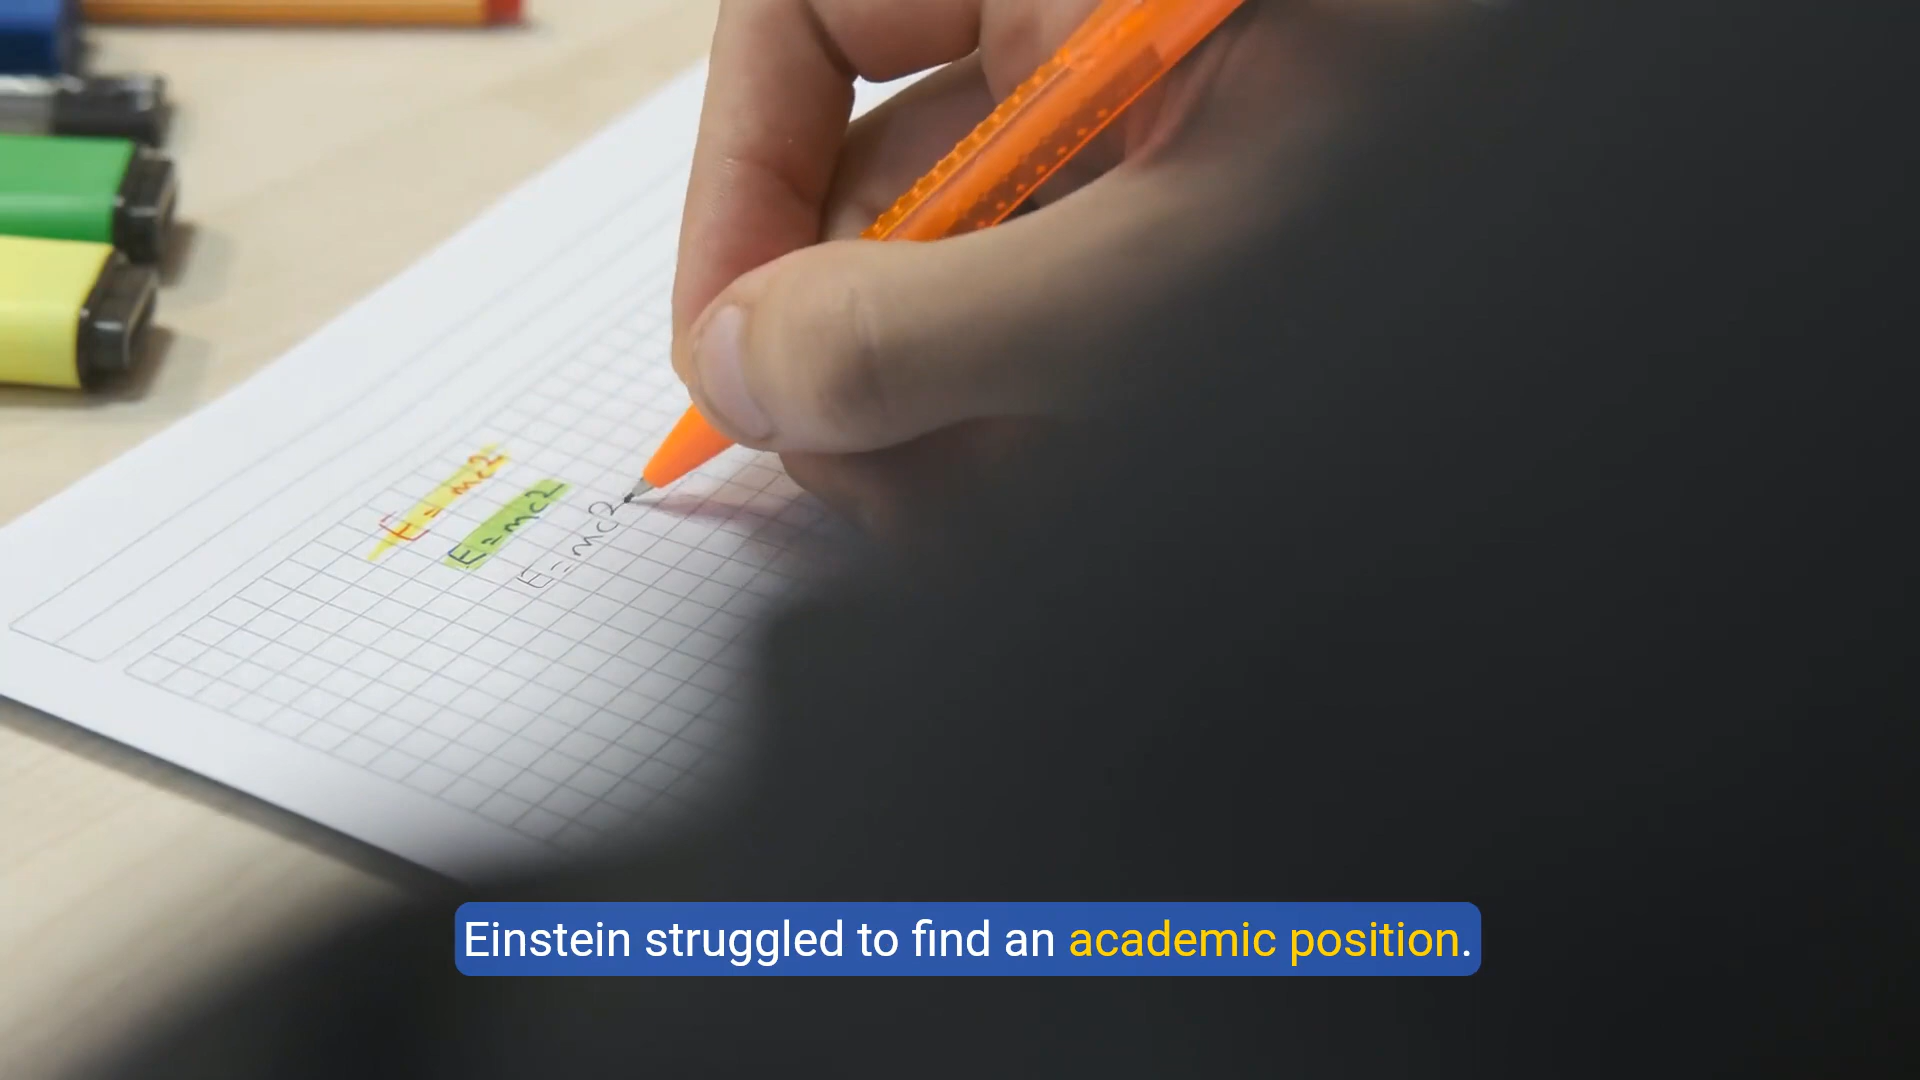 E = mc2
E = mc2
E = mc2
Einstein struggled to find an academic position.